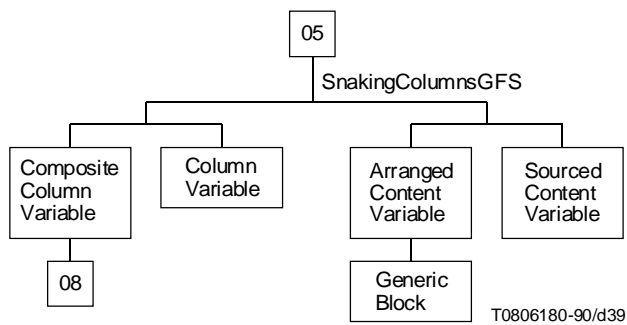 05
SnakingColumnsGFS
Composite
Column
Variable
Column
Variable
Arranged
Content
Variable
Sourced
Content
Variable
08
Generic
Block
T0806180-90/d39